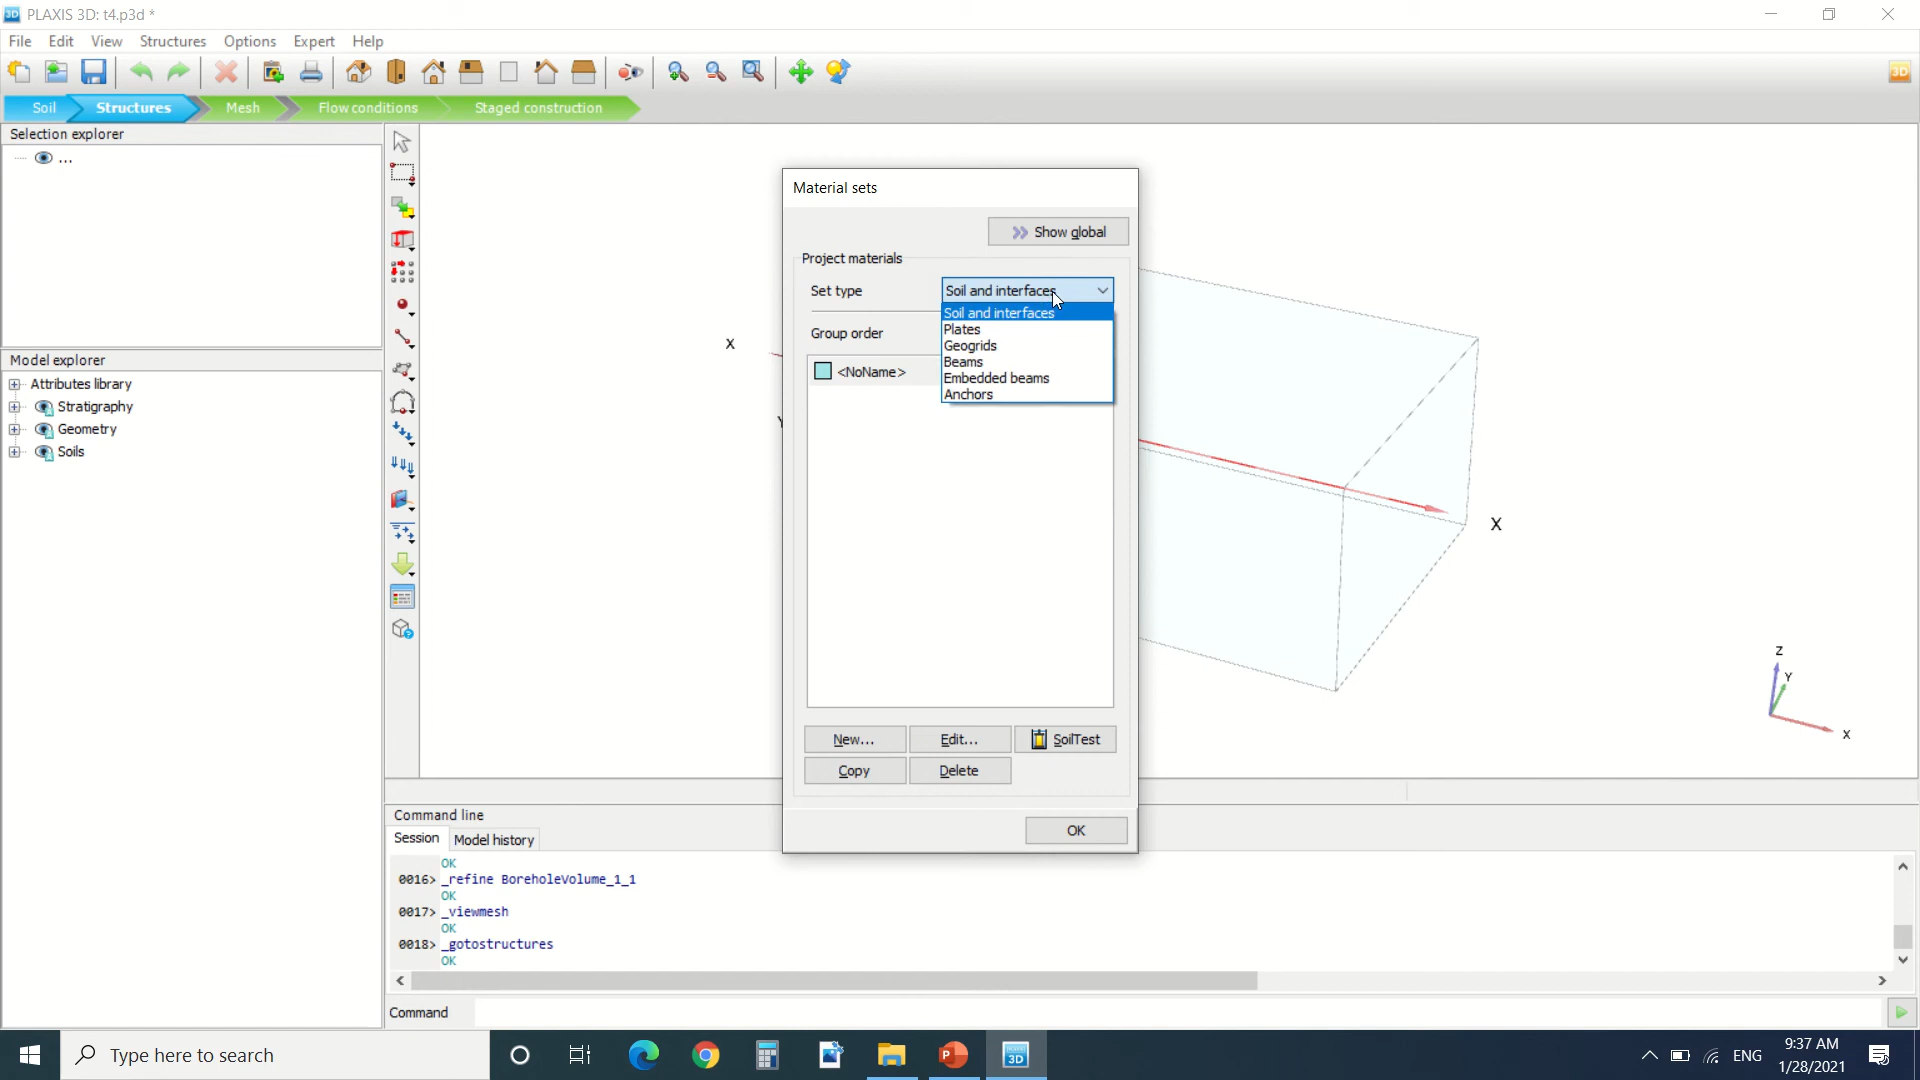 PLAXIS 3D: t4.p3d *
File Edit View Structures Options Expert Help
3D
Soil Structures Mesh Flow conditions Staged construction
Selection explorer
...
Model explorer
Attributes library
Stratigraphy
Geometry
Soils
Material sets
Show global
Project materials
Set type Soil and interfaces
Soil and interfaces
Plates
Geogrids
Beams
Embedded beams
Anchors
Group order
<NoName>
New... Edit... SoilTest
Copy Delete
OK
X
Y
X
Z
Y
X
Command line
Session Model history
OK
0016> _refine BoreholeVolume_1_1
OK
0017> _viewmesh
OK
0018> _gotostructures
OK
Command
Type here to search
3D
ENG
9:37 AM
1/28/2021